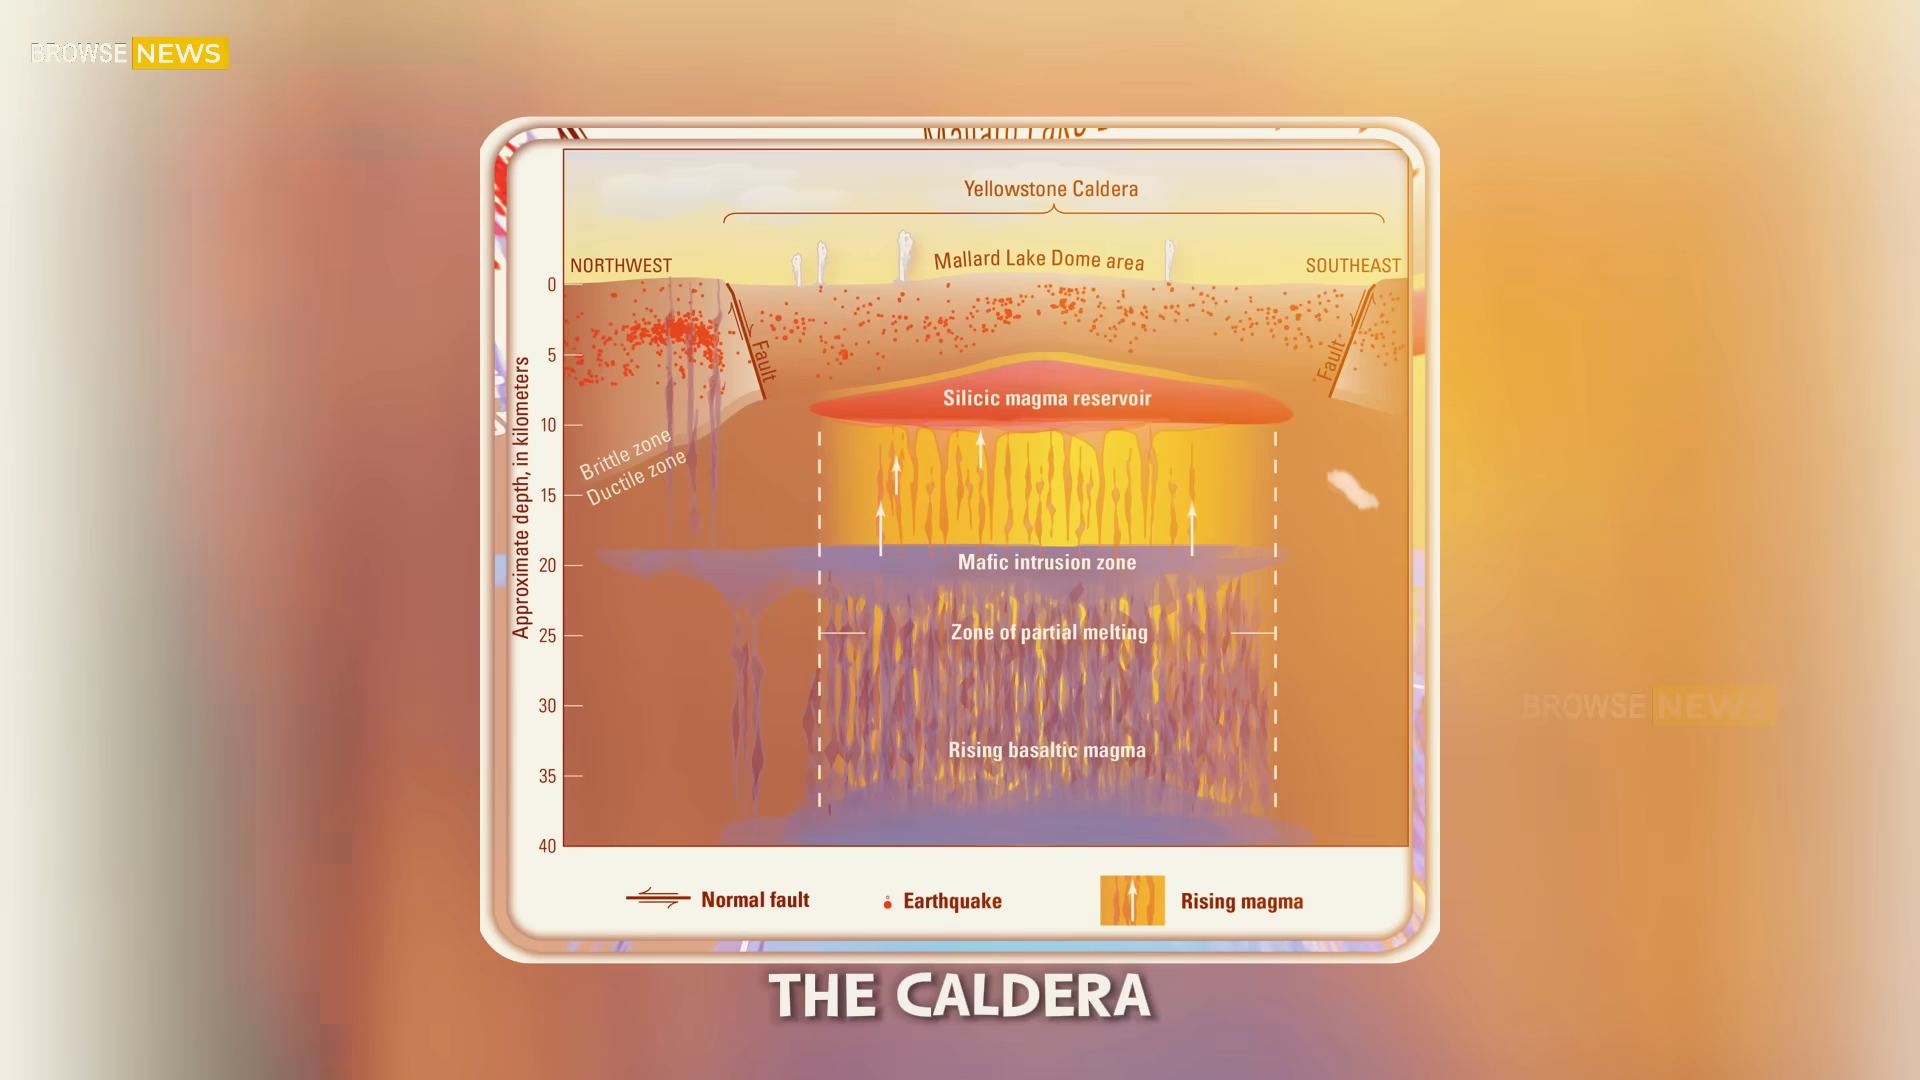 BROWSE NEWS
Mallard Lake
Yellowstone Caldera
Mallard Lake Dome area
NORTHWEST
SOUTHEAST
0
5
10
15
20
25
30
35
40
Approximate depth, in kilometers
Fault
Fault
Silicic magma reservoir
Brittle zone
Ductile zone
Mafic intrusion zone
Zone of partial melting
Rising basaltic magma
BROWSE NEWS
Normal fault
Earthquake
Rising magma
THE CALDERA